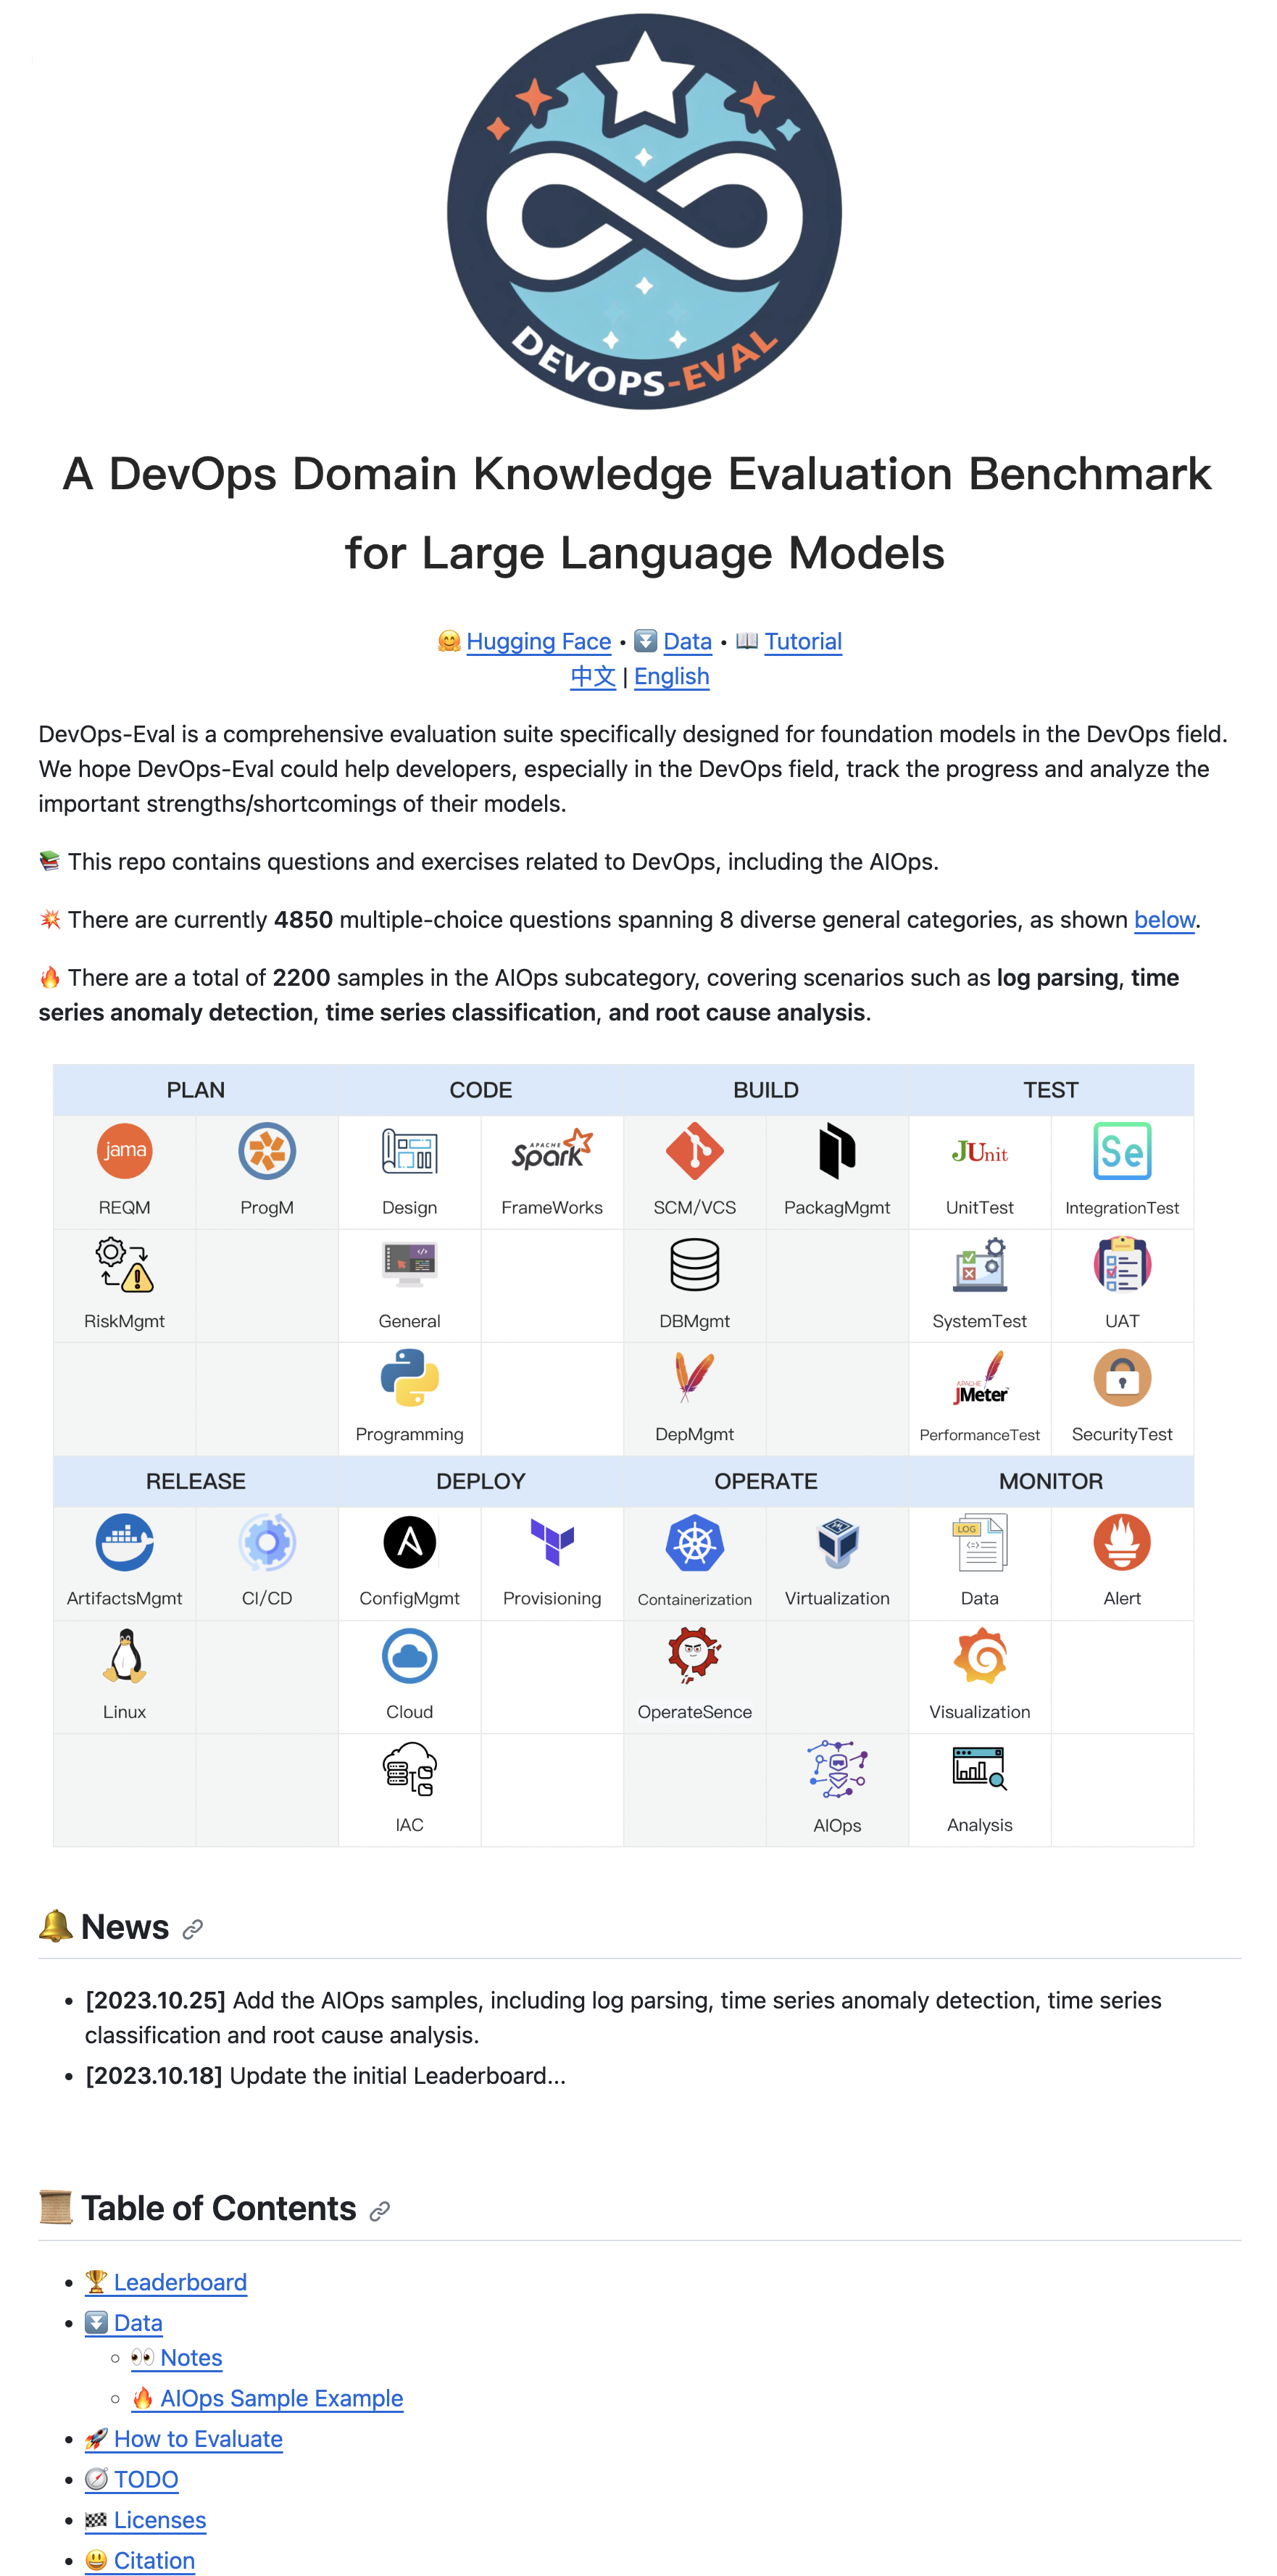 DEVOPS-EVAL
A DevOps Domain Knowledge Evaluation Benchmark
for Large Language Models
🤗 Hugging Face • ⏬ Data • 📖 Tutorial
中文 | English
DevOps-Eval is a comprehensive evaluation suite specifically designed for foundation models in the DevOps field.
We hope DevOps-Eval could help developers, especially in the DevOps field, track the progress and analyze the
important strengths/shortcomings of their models.
📚 This repo contains questions and exercises related to DevOps, including the AIOps.
💥 There are currently 4850 multiple-choice questions spanning 8 diverse general categories, as shown below.
🔥 There are a total of 2200 samples in the AIOps subcategory, covering scenarios such as log parsing, time
series anomaly detection, time series classification, and root cause analysis.
PLAN CODE BUILD TEST
jama APACHE Spark JUnit Se
REQM ProgM Design FrameWorks SCM/VCS PackagMgmt UnitTest IntegrationTest
RiskMgmt General DBMgmt SystemTest UAT
APACHE JMeter
Programming DepMgmt PerformanceTest SecurityTest
RELEASE DEPLOY OPERATE MONITOR
LOG
ArtifactsMgmt CI/CD ConfigMgmt Provisioning Containerization Virtualization Data Alert
Linux Cloud OperateSence Visualization
IAC AIOps Analysis
🔔 News
• [2023.10.25] Add the AIOps samples, including log parsing, time series anomaly detection, time series
classification and root cause analysis.
• [2023.10.18] Update the initial Leaderboard...
📜 Table of Contents
• 🏆 Leaderboard
• ⏬ Data
◦ 👀 Notes
◦ 🔥 AIOps Sample Example
• 🚀 How to Evaluate
• 🧭 TODO
• 🏁 Licenses
• 😃 Citation